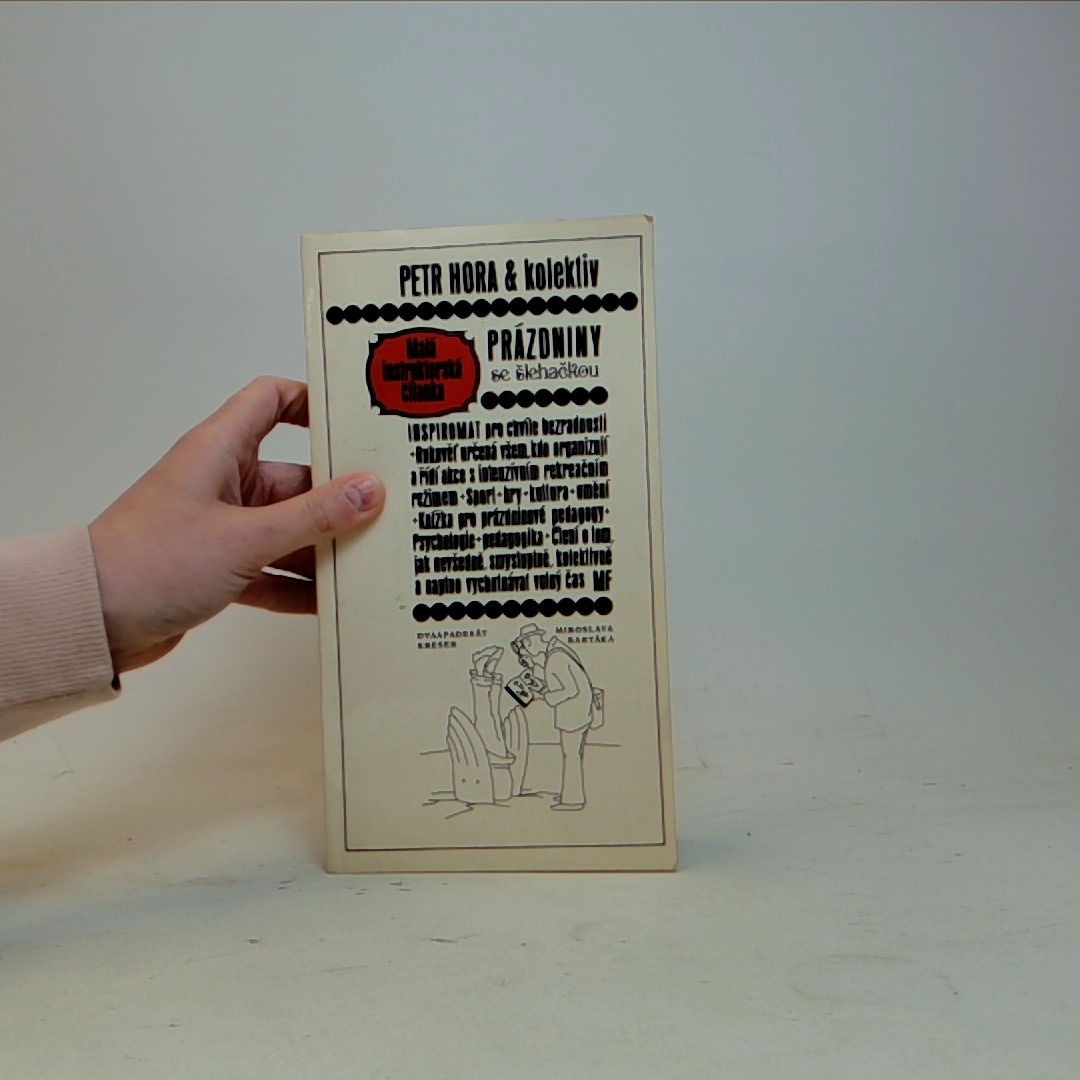 PETR HORA & kolektiv
Malá
instruktorská
čítanka
PRÁZDNINY
se šlehačkou
INSPIROMAT pro chvíle bezradnosti
+Rukověť určená všem, kdo organizují
a řídí akce s intenzívním rekreačním
režimem+Sport+hry+kultura+umění
+Knížka pro prázdninové pedagogy+
Psychologie+pedagogika+Čtení o tom,
jak nevšedně, smysluplně, kolektivně
a naplno vychutnávat volný čas MF
DVAAPADESÁT
KRESEB
MIROSLAVA
BARTÁKA